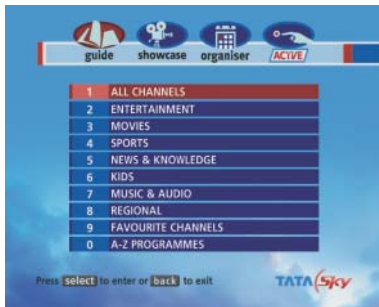 guide showcase organiser ACTIVE
1 ALL CHANNELS
2 ENTERTAINMENT
3 MOVIES
4 SPORTS
5 NEWS & KNOWLEDGE
6 KIDS
7 MUSIC & AUDIO
8 REGIONAL
9 FAVOURITE CHANNELS
0 A-Z PROGRAMMES
Press select to enter or back to exit
TATA Sky